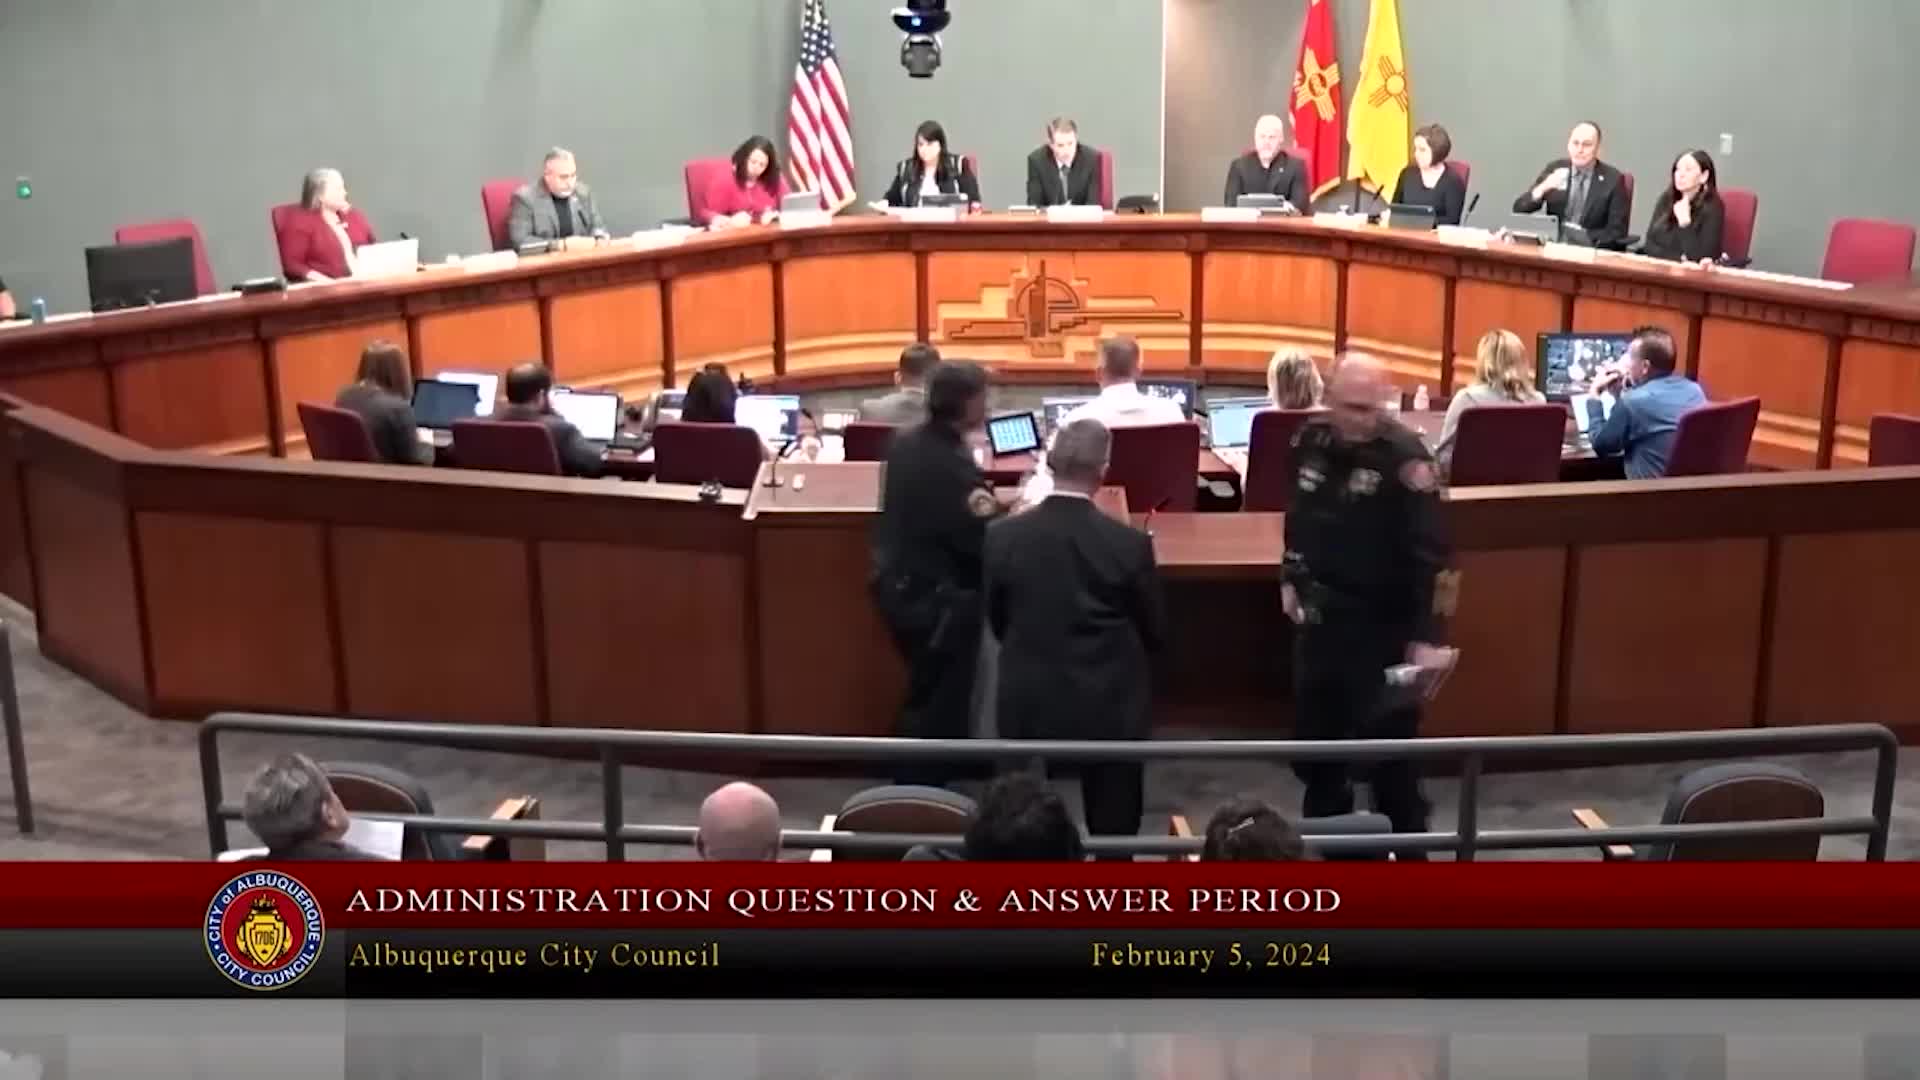 ADMINISTRATION QUESTION & ANSWER PERIOD
Albuquerque City Council
February 5, 2024
CITY of ALBUQUERQUE
1706
CITY COUNCIL